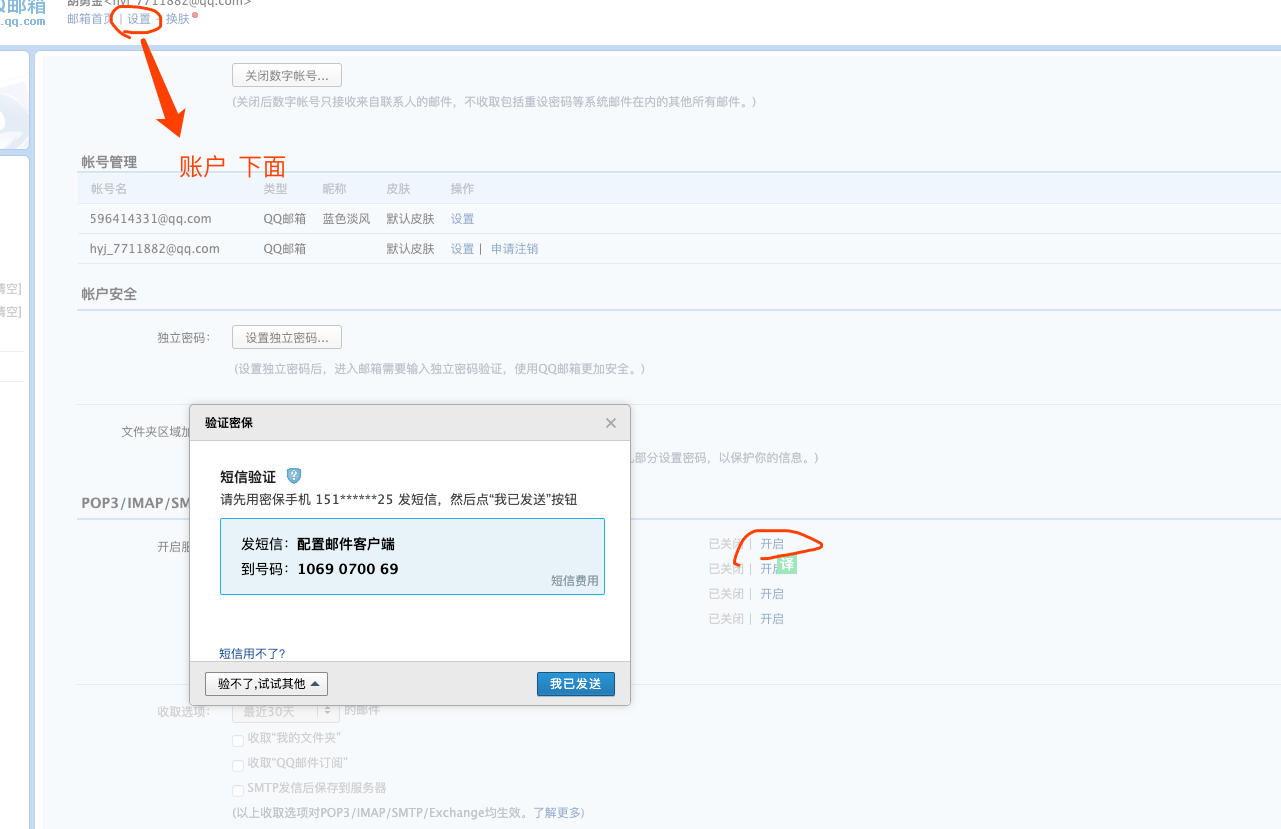 Q邮箱
胡勇金<hyj_7711882@qq.com>
.qq.com
邮箱首页 | 设置 - 换肤
关闭数字帐号...
(关闭后数字帐号只接收来自联系人的邮件，不收取包括重设密码等系统邮件在内的其他所有邮件。)
帐号管理
账户 下面
帐号名 类型 昵称 皮肤 操作
596414331@qq.com QQ邮箱 蓝色淡风 默认皮肤 设置
hyj_7711882@qq.com QQ邮箱 默认皮肤 设置 | 申请注销
清空]
清空]
帐户安全
独立密码： 设置独立密码...
(设置独立密码后，进入邮箱需要输入独立密码验证，使用QQ邮箱更加安全。)
文件夹区域加
部分设置密码，以保护你的信息。)
验证密保
短信验证
请先用密保手机 151******25 发短信，然后点“我已发送”按钮
发短信：配置邮件客户端
到号码：1069 0700 69
短信费用
短信用不了?
验不了,试试其他 我已发送
POP3/IMAP/SM
开启服
已关闭 | 开启
已关闭 | 开启
译
已关闭 | 开启
已关闭 | 开启
收取选项： 最近30天 的邮件
收取“我的文件夹”
收取“QQ邮件订阅”
SMTP发信后保存到服务器
(以上收取选项对POP3/IMAP/SMTP/Exchange均生效。了解更多)